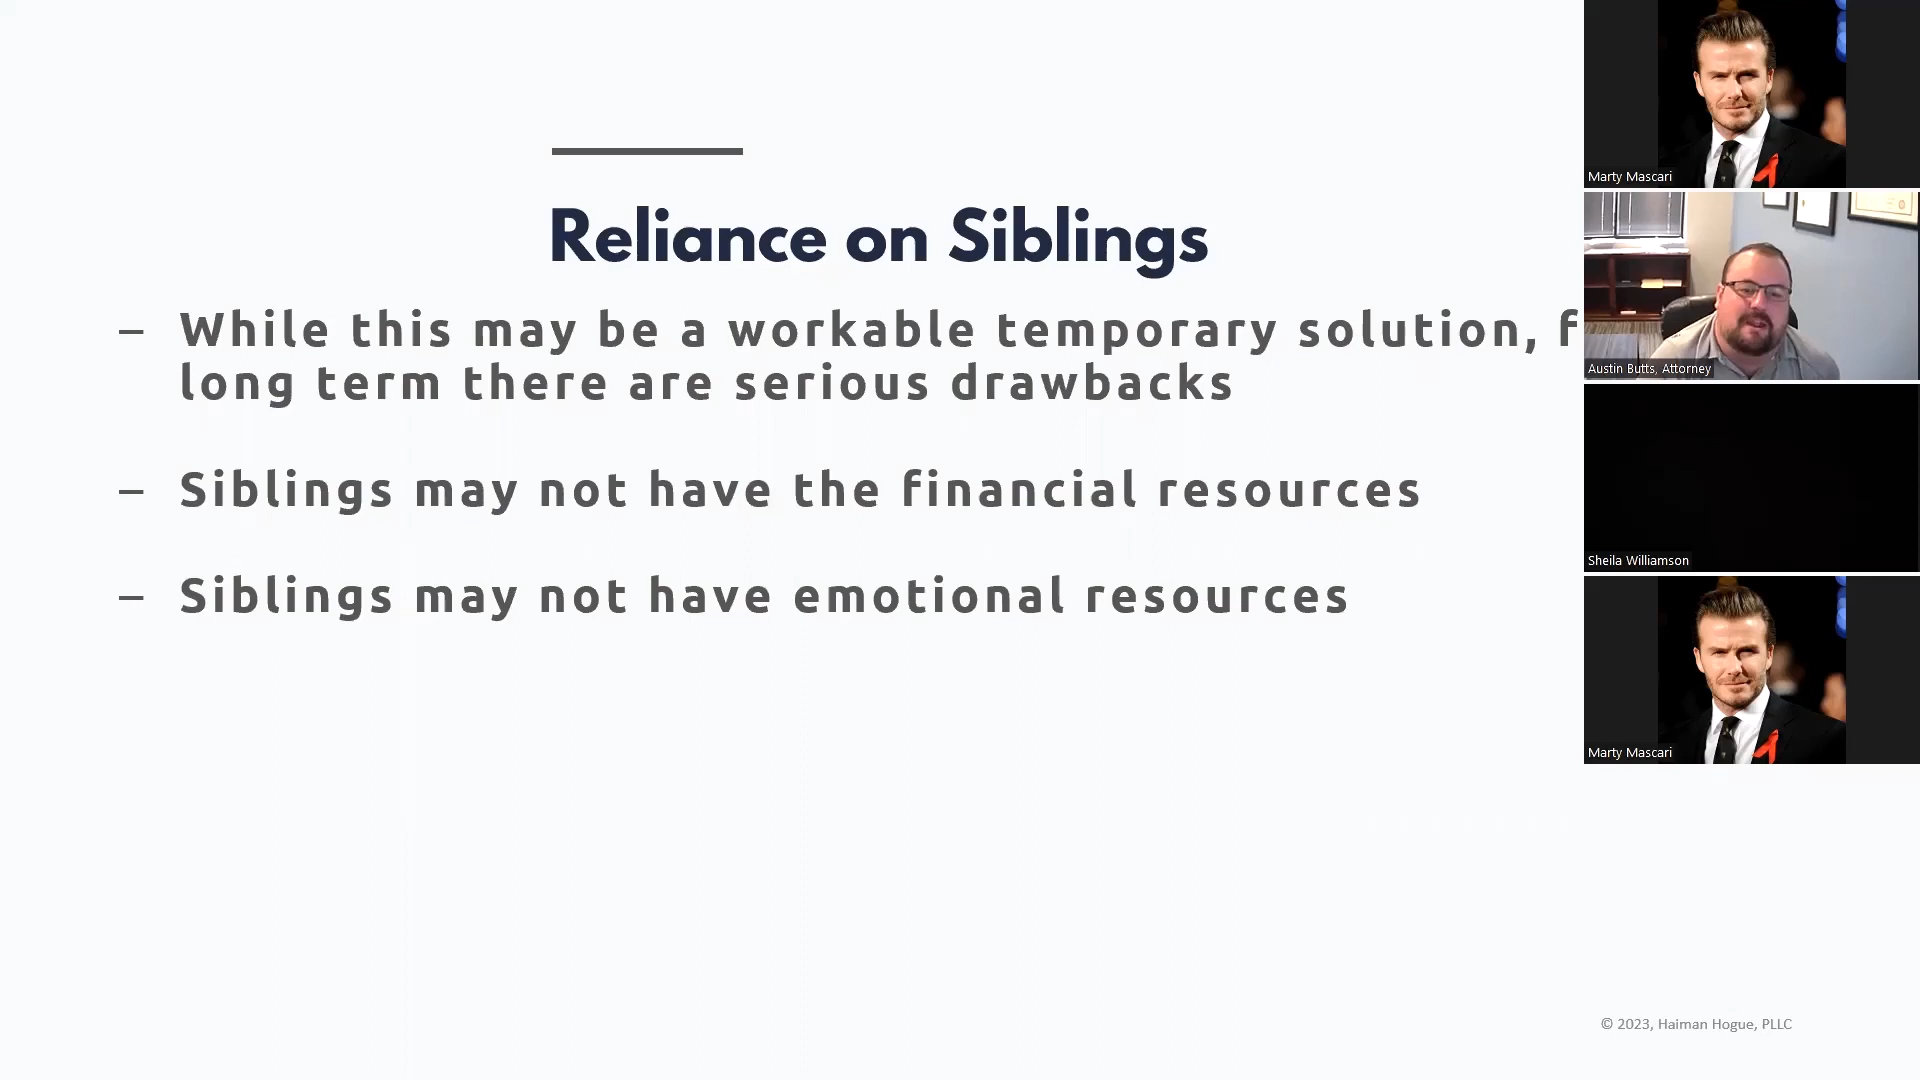 Reliance on Siblings
– While this may be a workable temporary solution, f
long term there are serious drawbacks
– Siblings may not have the financial resources
– Siblings may not have emotional resources
Marty Mascari
Austin Butts, Attorney
Sheila Williamson
Marty Mascari
© 2023, Haiman Hogue, PLLC